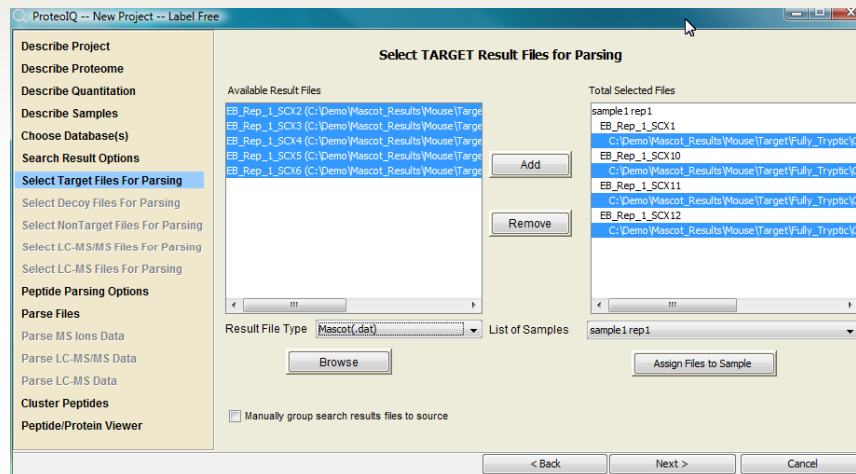 ProteoIQ -- New Project -- Label Free
Describe Project
Describe Proteome
Describe Quantitation
Describe Samples
Choose Database(s)
Search Result Options
Select Target Files For Parsing
Select Decoy Files For Parsing
Select NonTarget Files For Parsing
Select LC-MS/MS Files For Parsing
Select LC-MS Files For Parsing
Peptide Parsing Options
Parse Files
Parse MS Ions Data
Parse LC-MS/MS Data
Parse LC-MS Data
Cluster Peptides
Peptide/Protein Viewer
Select TARGET Result Files for Parsing
Available Result Files
EB_Rep_1_SCX2 (C:\Demo\Mascot_Results\Mouse\Targe
EB_Rep_1_SCX3 (C:\Demo\Mascot_Results\Mouse\Targe
EB_Rep_1_SCX4 (C:\Demo\Mascot_Results\Mouse\Targe
EB_Rep_1_SCX5 (C:\Demo\Mascot_Results\Mouse\Targe
EB_Rep_1_SCX6 (C:\Demo\Mascot_Results\Mouse\Targe
Result File Type Mascot(.dat)
Browse
Manually group search results files to source
Add
Remove
Total Selected Files
sample1 rep1
EB_Rep_1_SCX1
C:\Demo\Mascot_Results\Mouse\Target\Fully_Tryptic\C
EB_Rep_1_SCX10
C:\Demo\Mascot_Results\Mouse\Target\Fully_Tryptic\C
EB_Rep_1_SCX11
C:\Demo\Mascot_Results\Mouse\Target\Fully_Tryptic\C
EB_Rep_1_SCX12
C:\Demo\Mascot_Results\Mouse\Target\Fully_Tryptic\C
List of Samples sample1 rep1
Assign Files to Sample
< Back
Next >
Cancel